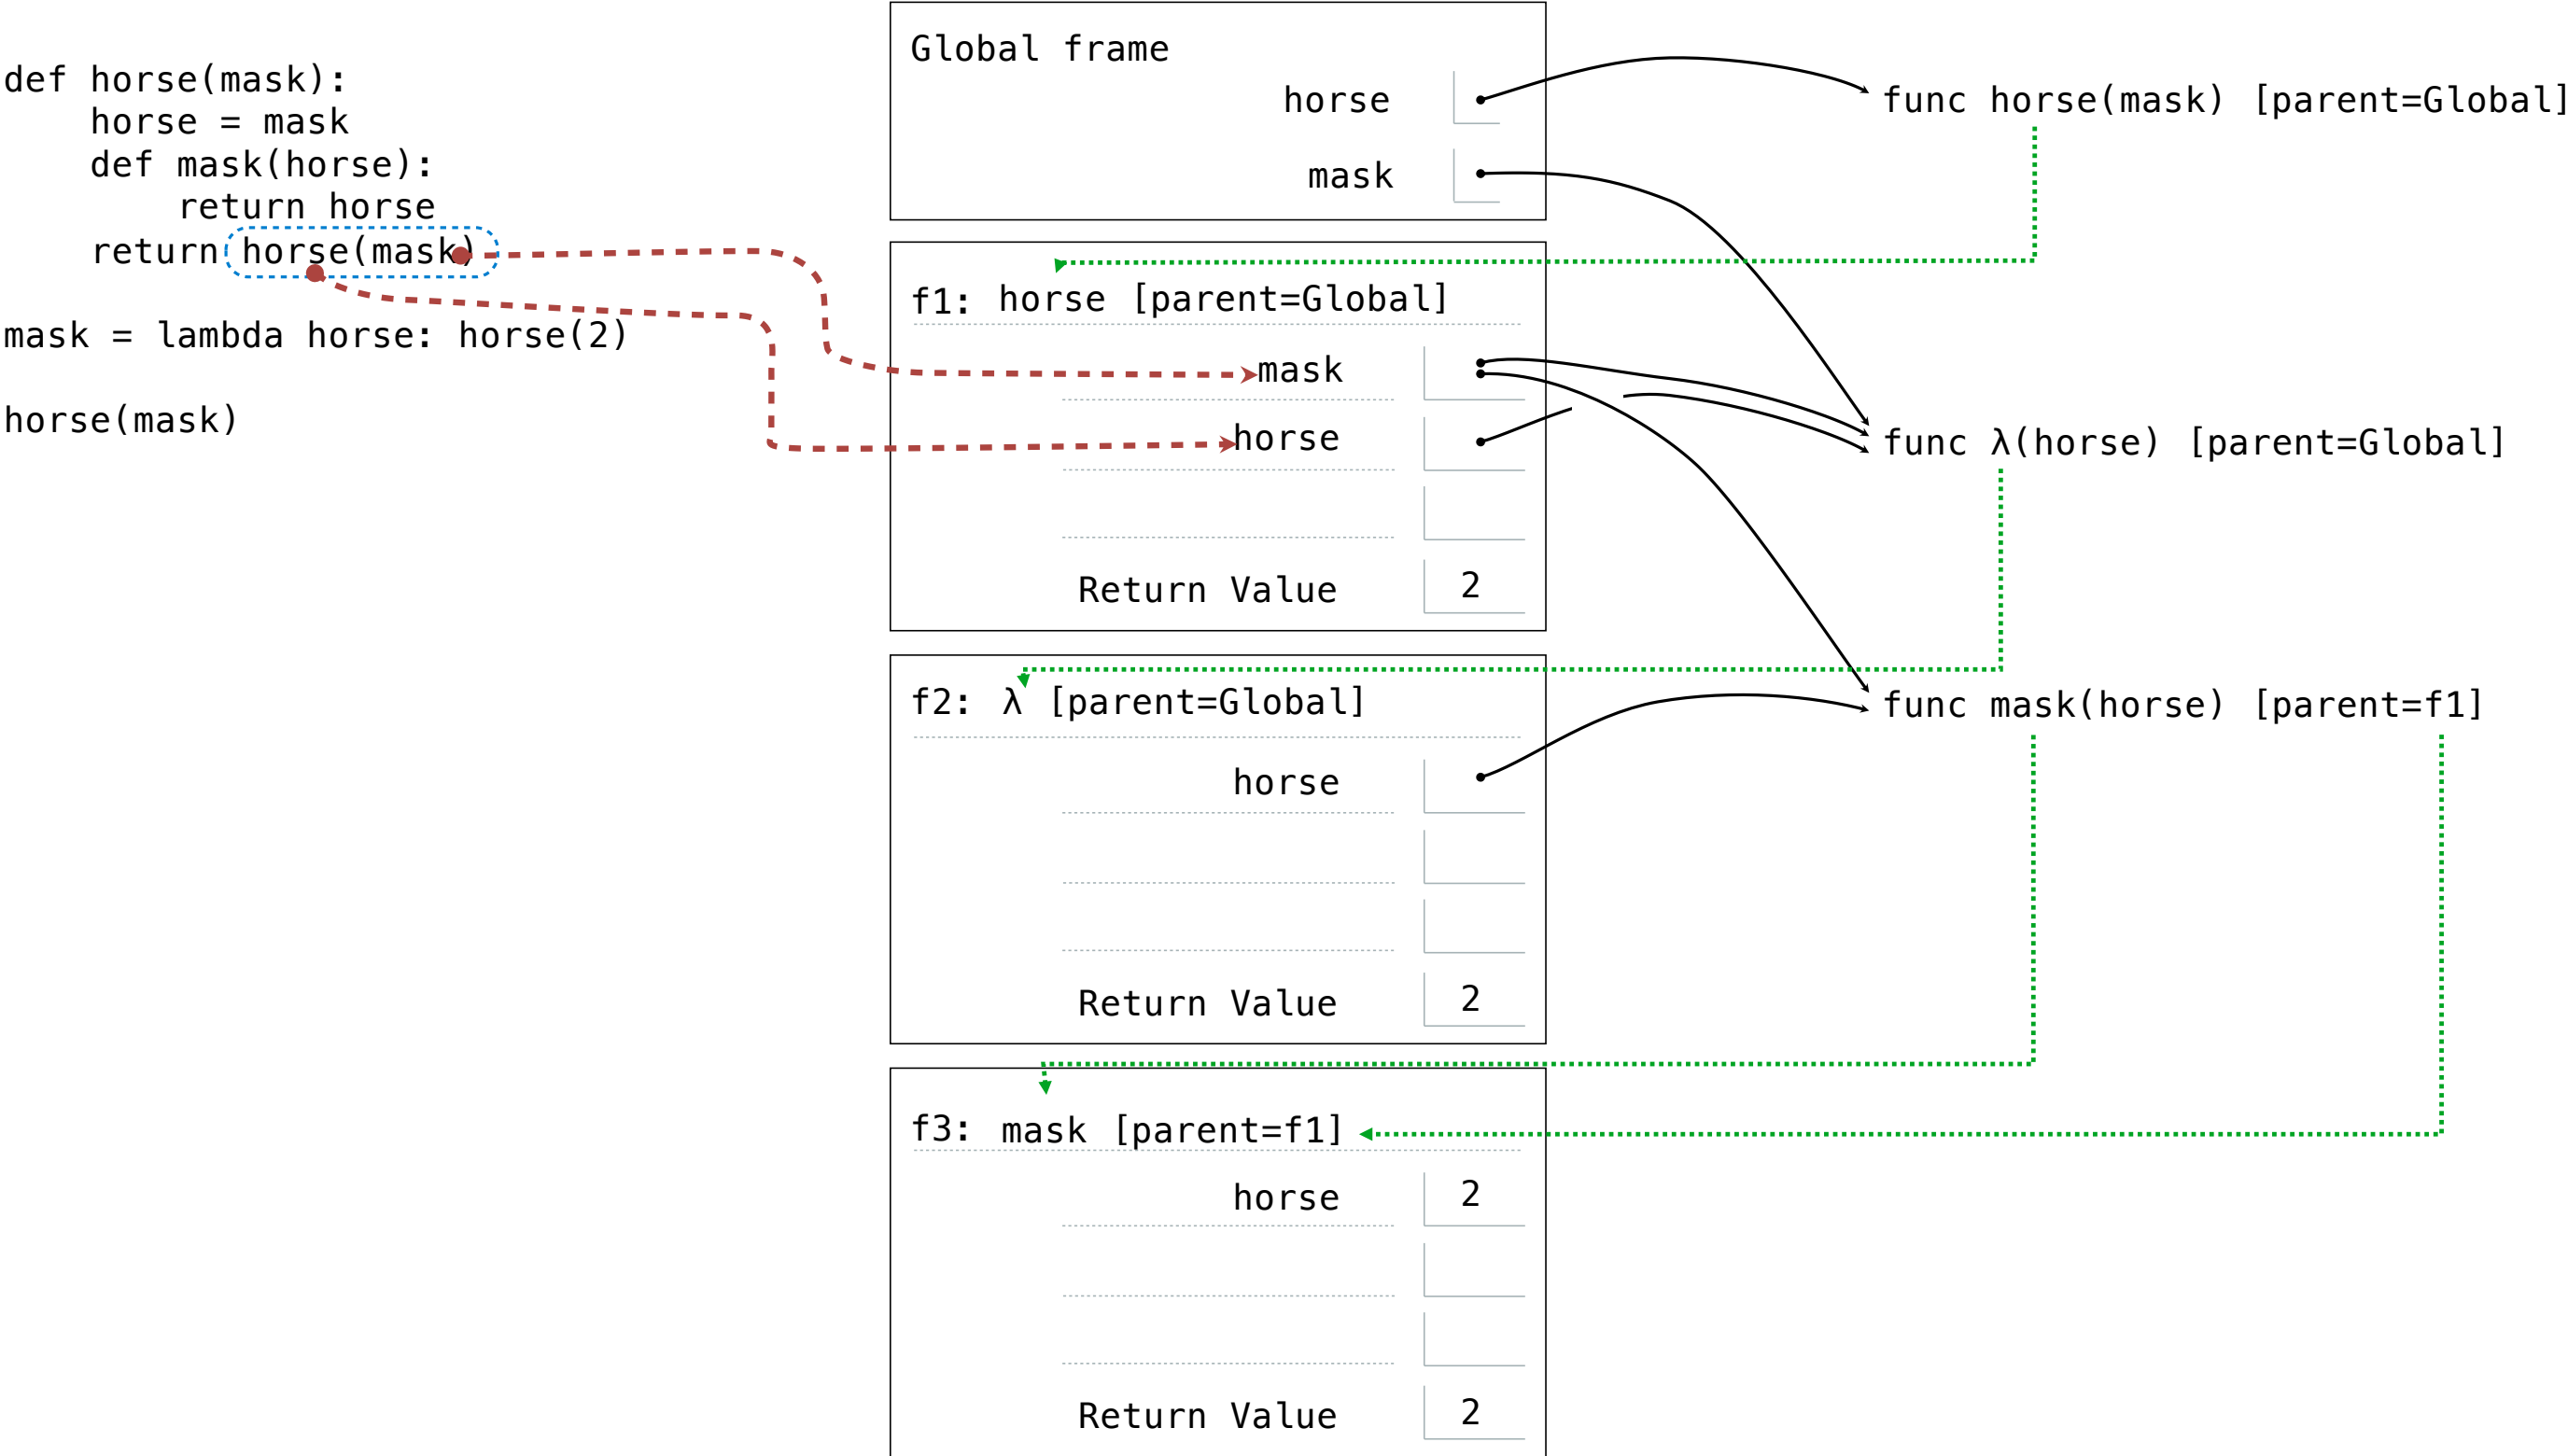 def horse(mask):
    horse = mask
    def mask(horse):
        return horse
    return horse(mask)
mask = lambda horse: horse(2)
horse(mask)
Global frame
horse
mask
f1: horse [parent=Global]
mask
horse
Return Value 2
f2: λ [parent=Global]
horse
Return Value 2
f3: mask [parent=f1]
horse 2
Return Value 2
func horse(mask) [parent=Global]
func λ(horse) [parent=Global]
func mask(horse) [parent=f1]